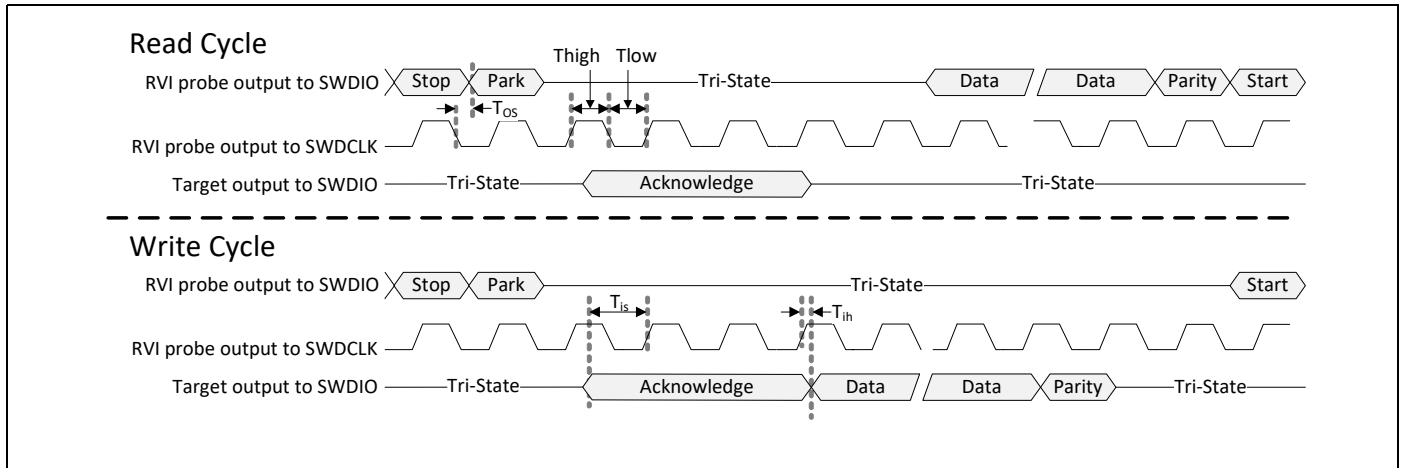 Read Cycle
Thigh Tlow
RVI probe output to SWDIO Stop Park Tri-State Data Data Parity Start
Tos
RVI probe output to SWDCLK
Target output to SWDIO Tri-State Acknowledge Tri-State
Write Cycle
RVI probe output to SWDIO Stop Park Tri-State Start
Tis Tih
RVI probe output to SWDCLK
Target output to SWDIO Tri-State Acknowledge Data Data Parity Tri-State